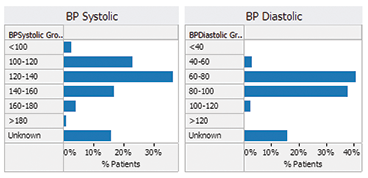 BP Systolic
BPSystolic Gro..
<100
100-120
120-140
140-160
160-180
>180
Unknown
0% 10% 20% 30%
% Patients
BP Diastolic
BPDiastolic Gr..
<40
40-60
60-80
80-100
100-120
>120
Unknown
0% 10% 20% 30% 40%
% Patients